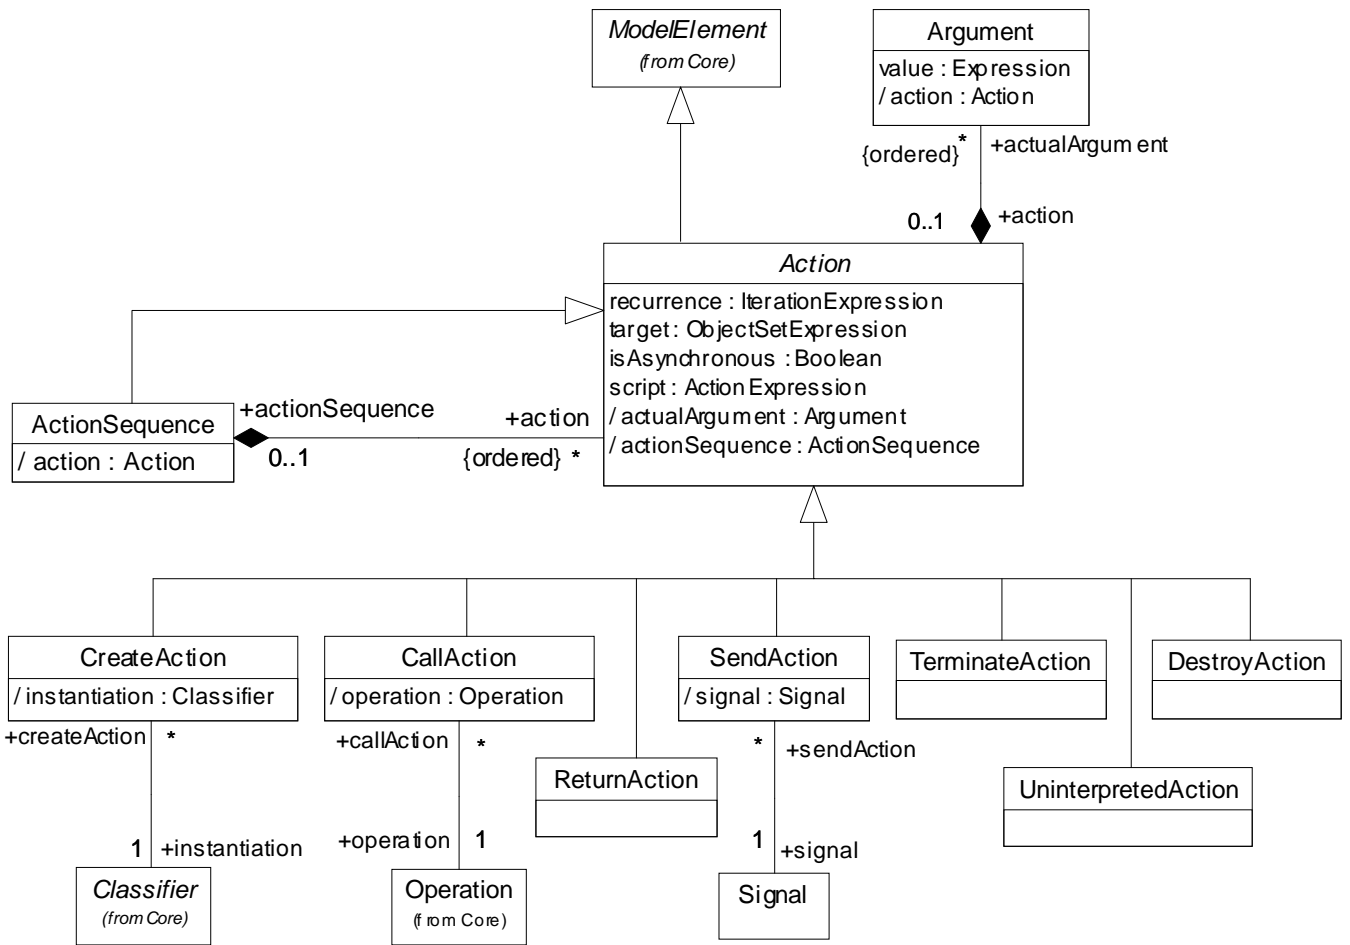 ModelElement
(from Core)
Argument
value : Expression
/ action : Action
{ordered}
*
+actualArgument
0..1
+action
Action
recurrence : IterationExpression
target : ObjectSetExpression
isAsynchronous : Boolean
script : ActionExpression
/ actualArgument : Argument
/ actionSequence : ActionSequence
ActionSequence
/ action : Action
+actionSequence
0..1
+action
{ordered} *
CreateAction
/ instantiation : Classifier
CallAction
/ operation : Operation
SendAction
/ signal : Signal
TerminateAction
DestroyAction
+createAction *
+callAction *
* +sendAction
ReturnAction
UninterpretedAction
1 +instantiation
+operation 1
1 +signal
Classifier
(from Core)
Operation
(from Core)
Signal